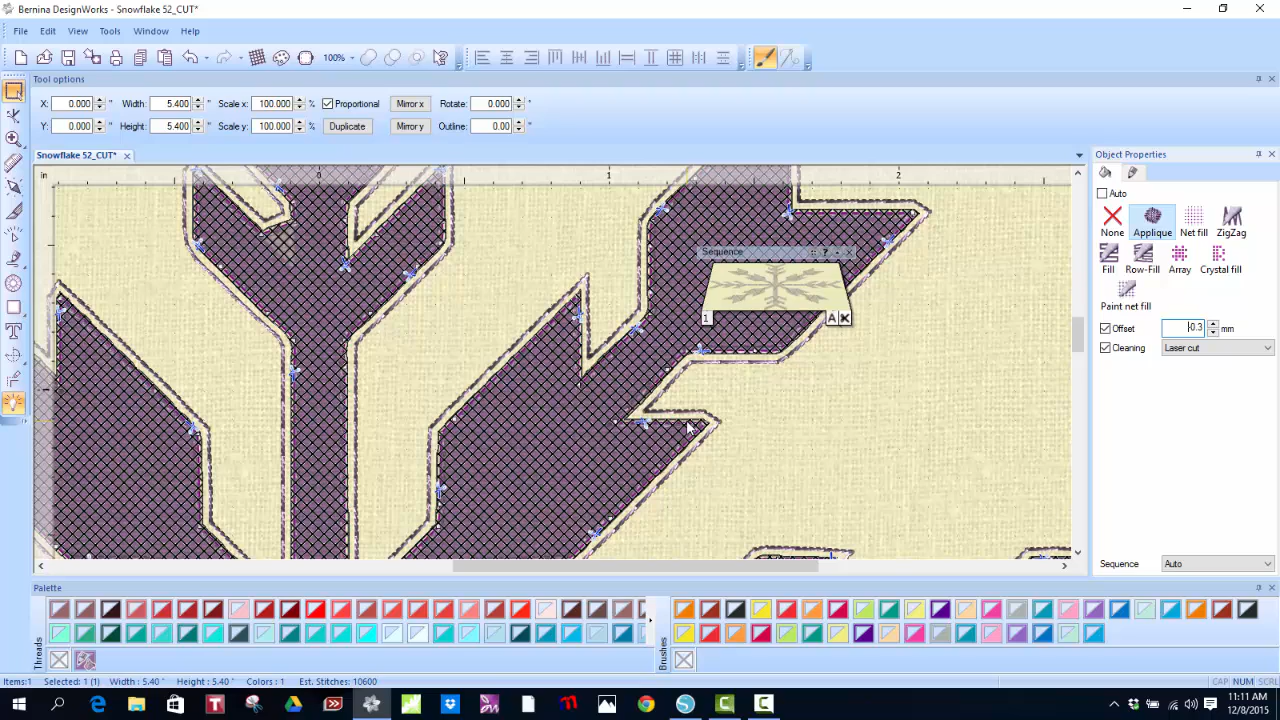 Bernina DesignWorks - Snowflake 52_CUT*
File Edit View Tools Window Help
100%
Tool options
X: 0.000 " Width: 5.400 " Scale x: 100.000 % Proportional Mirror x Rotate: 0.000 °
Y: 0.000 " Height: 5.400 " Scale y: 100.000 % Duplicate Mirror y Outline: 0.00 "
Snowflake 52_CUT*
in 0 1 2
Sequence
1 A
Object Properties
Auto
None Applique Net fill ZigZag
Fill Row-Fill Array Crystal fill
Paint net fill
Offset -0.3 mm
Cleaning Laser cut
Sequence Auto
Palette
Threads
Brushes
Items:1 Selected: 1 (1) Width : 5.40 " Height : 5.40 " Colors : 1 Est. Stitches: 10600 CAP NUM SCRL
11:11 AM
12/8/2015